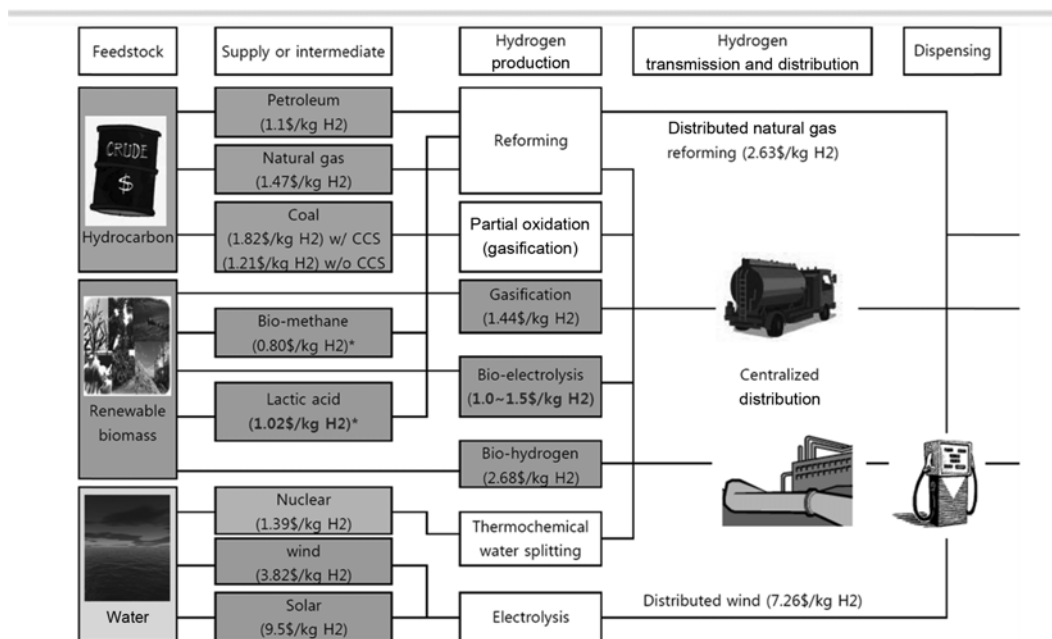 Feedstock
Supply or intermediate
Hydrogen
production
Hydrogen
transmission and distribution
Dispensing
CRUDE
$
Hydrocarbon
Petroleum
(1.1$/kg H2)
Natural gas
(1.47$/kg H2)
Coal
(1.82$/kg H2) w/ CCS
(1.21$/kg H2) w/o CCS
Reforming
Partial oxidation
(gasification)
Distributed natural gas
reforming (2.63$/kg H2)
Renewable
biomass
Bio-methane
(0.80$/kg H2)*
Lactic acid
(1.02$/kg H2)*
Gasification
(1.44$/kg H2)
Bio-electrolysis
(1.0~1.5$/kg H2)
Bio-hydrogen
(2.68$/kg H2)
Centralized
distribution
Water
Nuclear
(1.39$/kg H2)
wind
(3.82$/kg H2)
Solar
(9.5$/kg H2)
Thermochemical
water splitting
Electrolysis
Distributed wind (7.26$/kg H2)